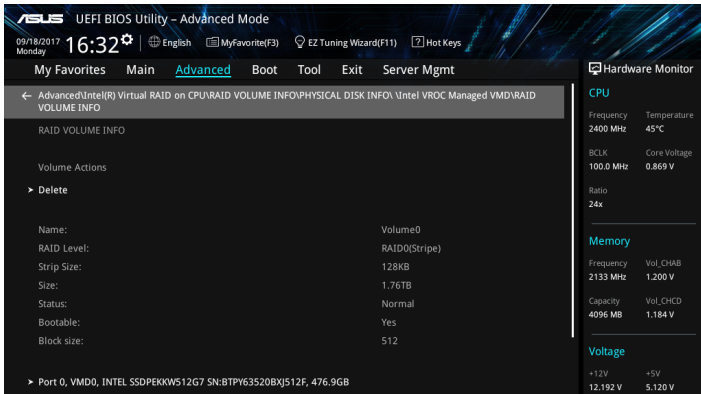 ASUS UEFI BIOS Utility – Advanced Mode
09/18/2017 Monday 16:32 English MyFavorite(F3) EZ Tuning Wizard(F11) ? Hot Keys
My Favorites Main Advanced Boot Tool Exit Server Mgmt
← Advanced\Intel(R) Virtual RAID on CPU\RAID VOLUME INFO\PHYSICAL DISK INFO\ \Intel VROC Managed VMD\RAID
VOLUME INFO
RAID VOLUME INFO
Volume Actions
> Delete
Name: Volume0
RAID Level: RAID0(Stripe)
Strip Size: 128KB
Size: 1.76TB
Status: Normal
Bootable: Yes
Block size: 512
> Port 0, VMD0, INTEL SSDPEKKW512G7 SN:BTPY63520BXJ512F, 476.9GB
Hardware Monitor
CPU
Frequency Temperature
2400 MHz 45°C
BCLK Core Voltage
100.0 MHz 0.869 V
Ratio
24x
Memory
Frequency Vol_CHAB
2133 MHz 1.200 V
Capacity Vol_CHCD
4096 MB 1.184 V
Voltage
+12V +5V
12.192 V 5.120 V